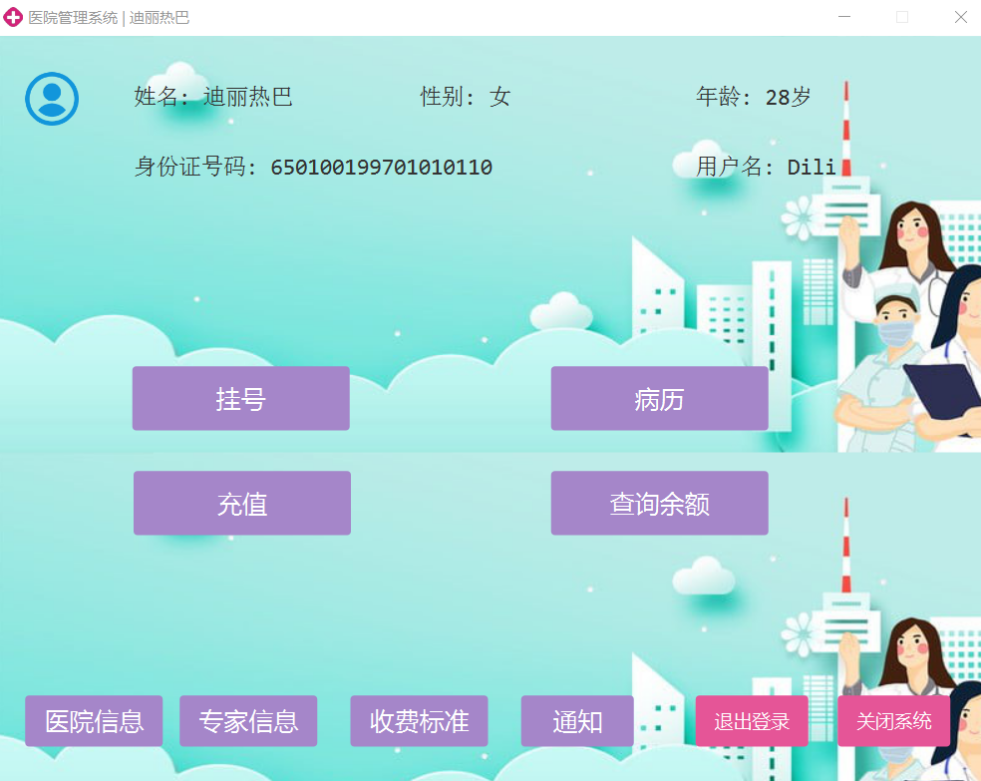 医院管理系统 | 迪丽热巴
姓名: 迪丽热巴 性别: 女 年龄: 28岁
身份证号码: 650100199701010110 用户名: Dili
挂号 病历
充值 查询余额
医院信息 专家信息 收费标准 通知 退出登录 关闭系统